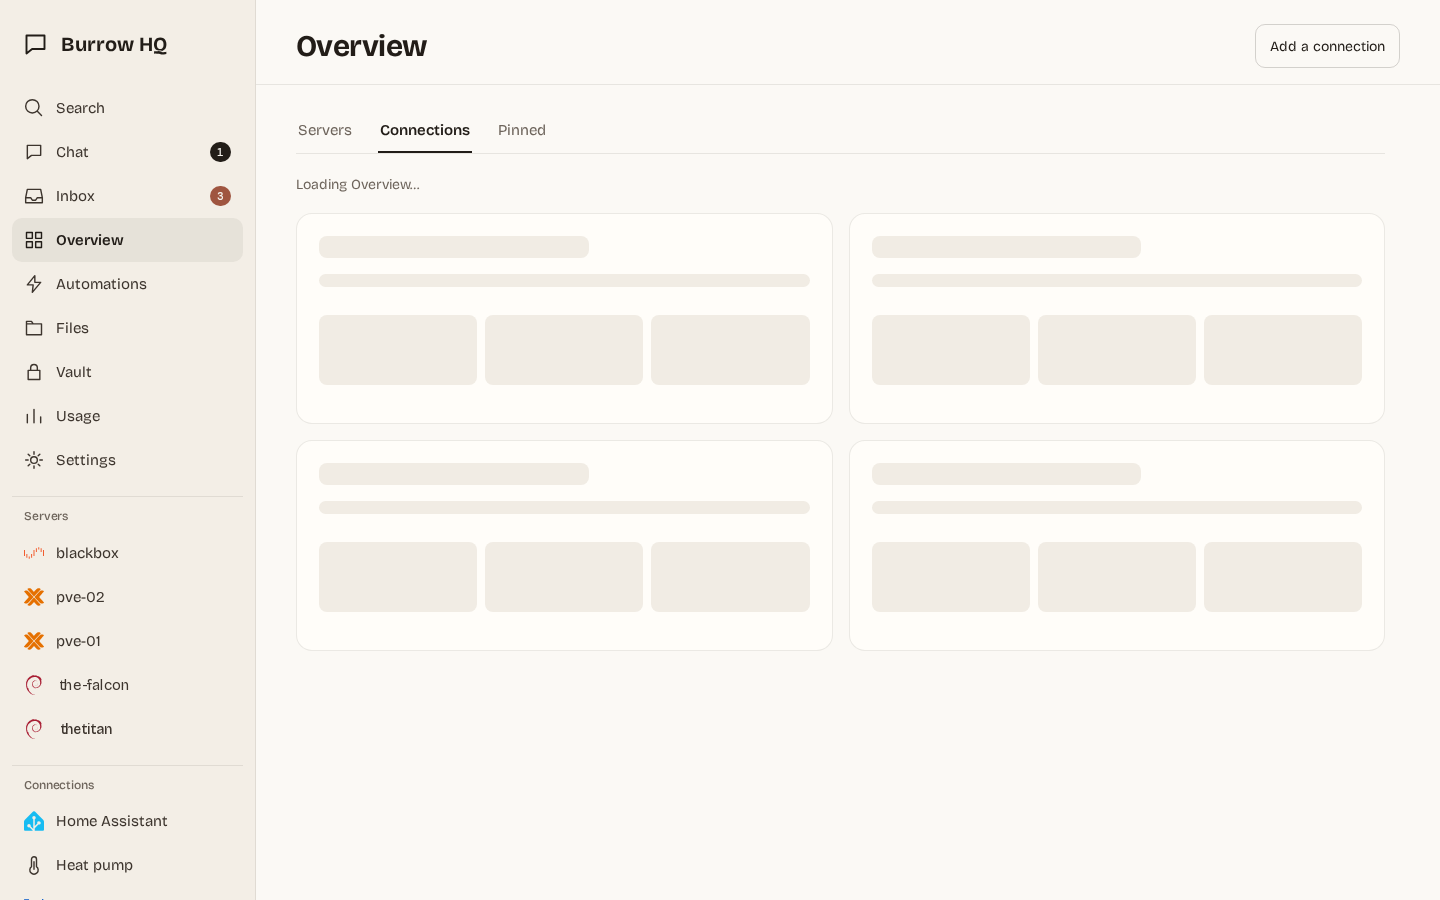 Burrow HQ
Search
Chat 1
Inbox 3
Overview
Automations
Files
Vault
Usage
Settings
Servers
blackbox
pve-02
pve-01
the-falcon
thetitan
Connections
Home Assistant
Heat pump
Overview
Add a connection
Servers Connections Pinned
Loading Overview...